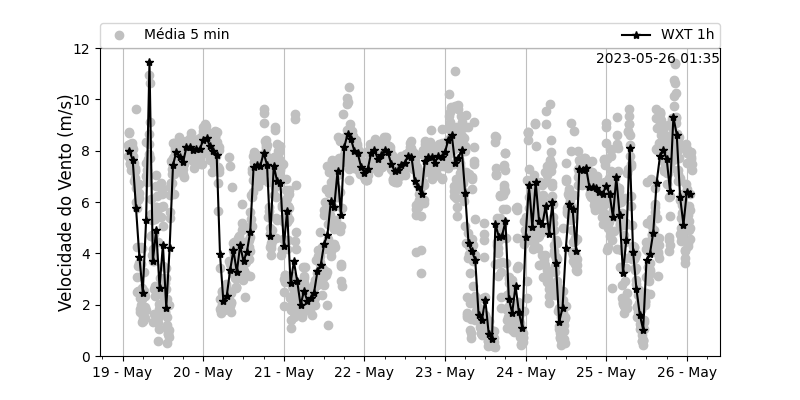 Média 5 min
WXT 1h
2023-05-26 01:35
Velocidade do Vento (m/s)
12
10
8
6
4
2
0
19 - May 20 - May 21 - May 22 - May 23 - May 24 - May 25 - May 26 - May